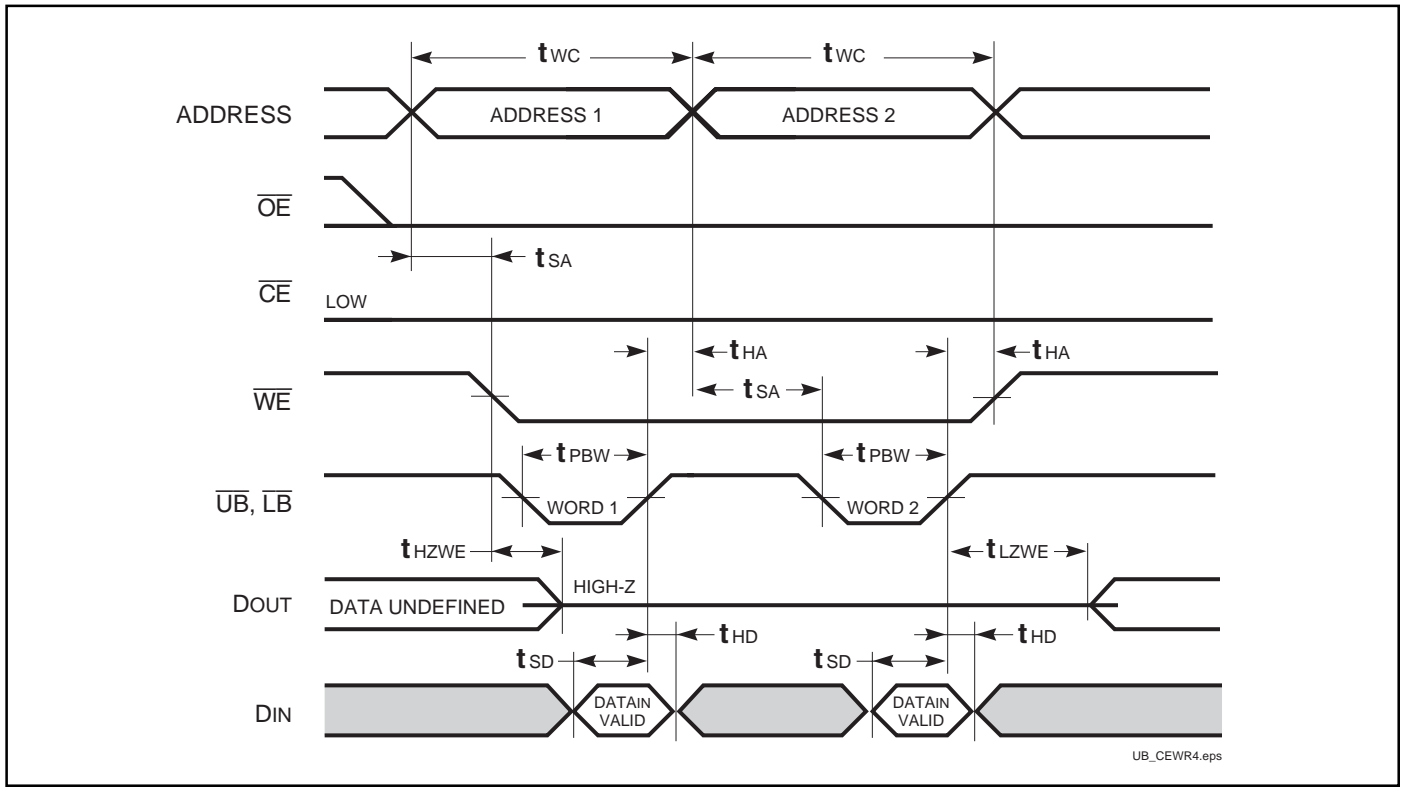 tWC tWC
ADDRESS ADDRESS 1 ADDRESS 2
OE
tSA
CE LOW
tHA tHA
WE tSA
tPBW tPBW
UB, LB WORD 1 WORD 2
tHZWE tLZWE
DOUT DATA UNDEFINED HIGH-Z
tHD tHD
tSD tSD
DIN DATAIN VALID DATAIN VALID
UB_CEWR4.eps